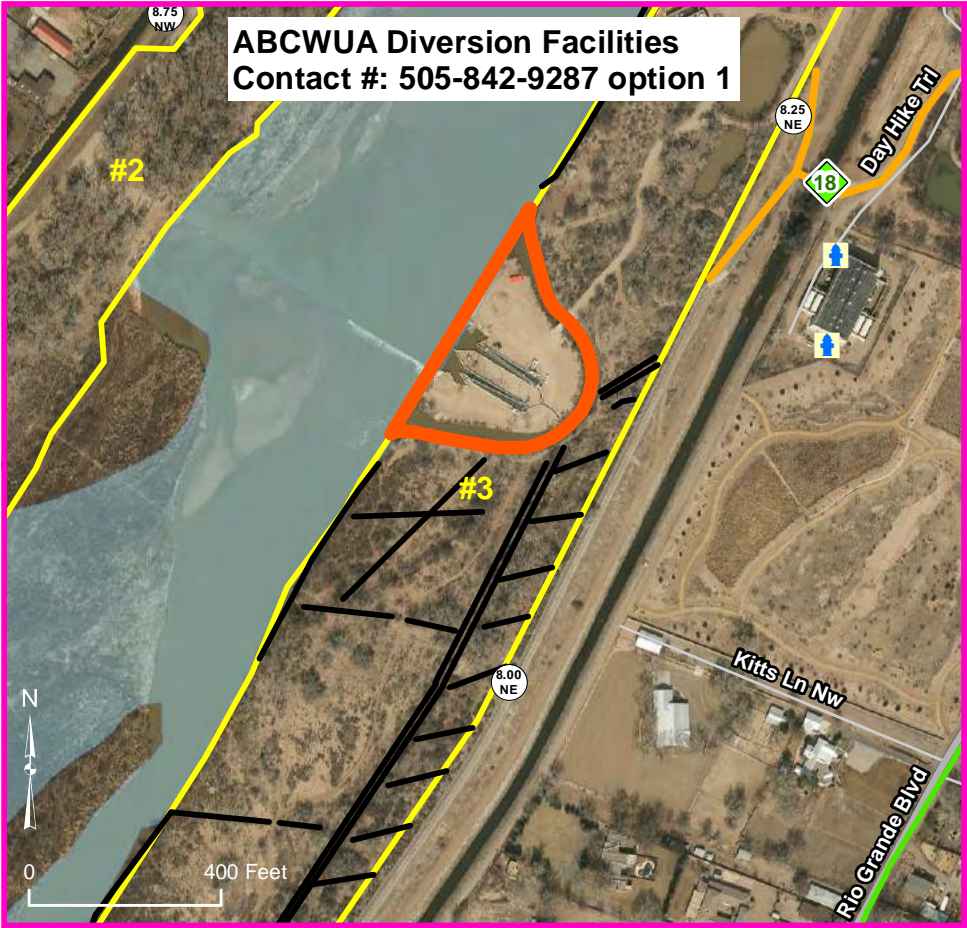 8.75
NW
ABCWUA Diversion Facilities
Contact #: 505-842-9287 option 1
8.25
NE
Day Hike Trl
#2
18
#3
8.00
NE
Kitts Ln Nw
N
Rio Grande Blvd
0
400 Feet